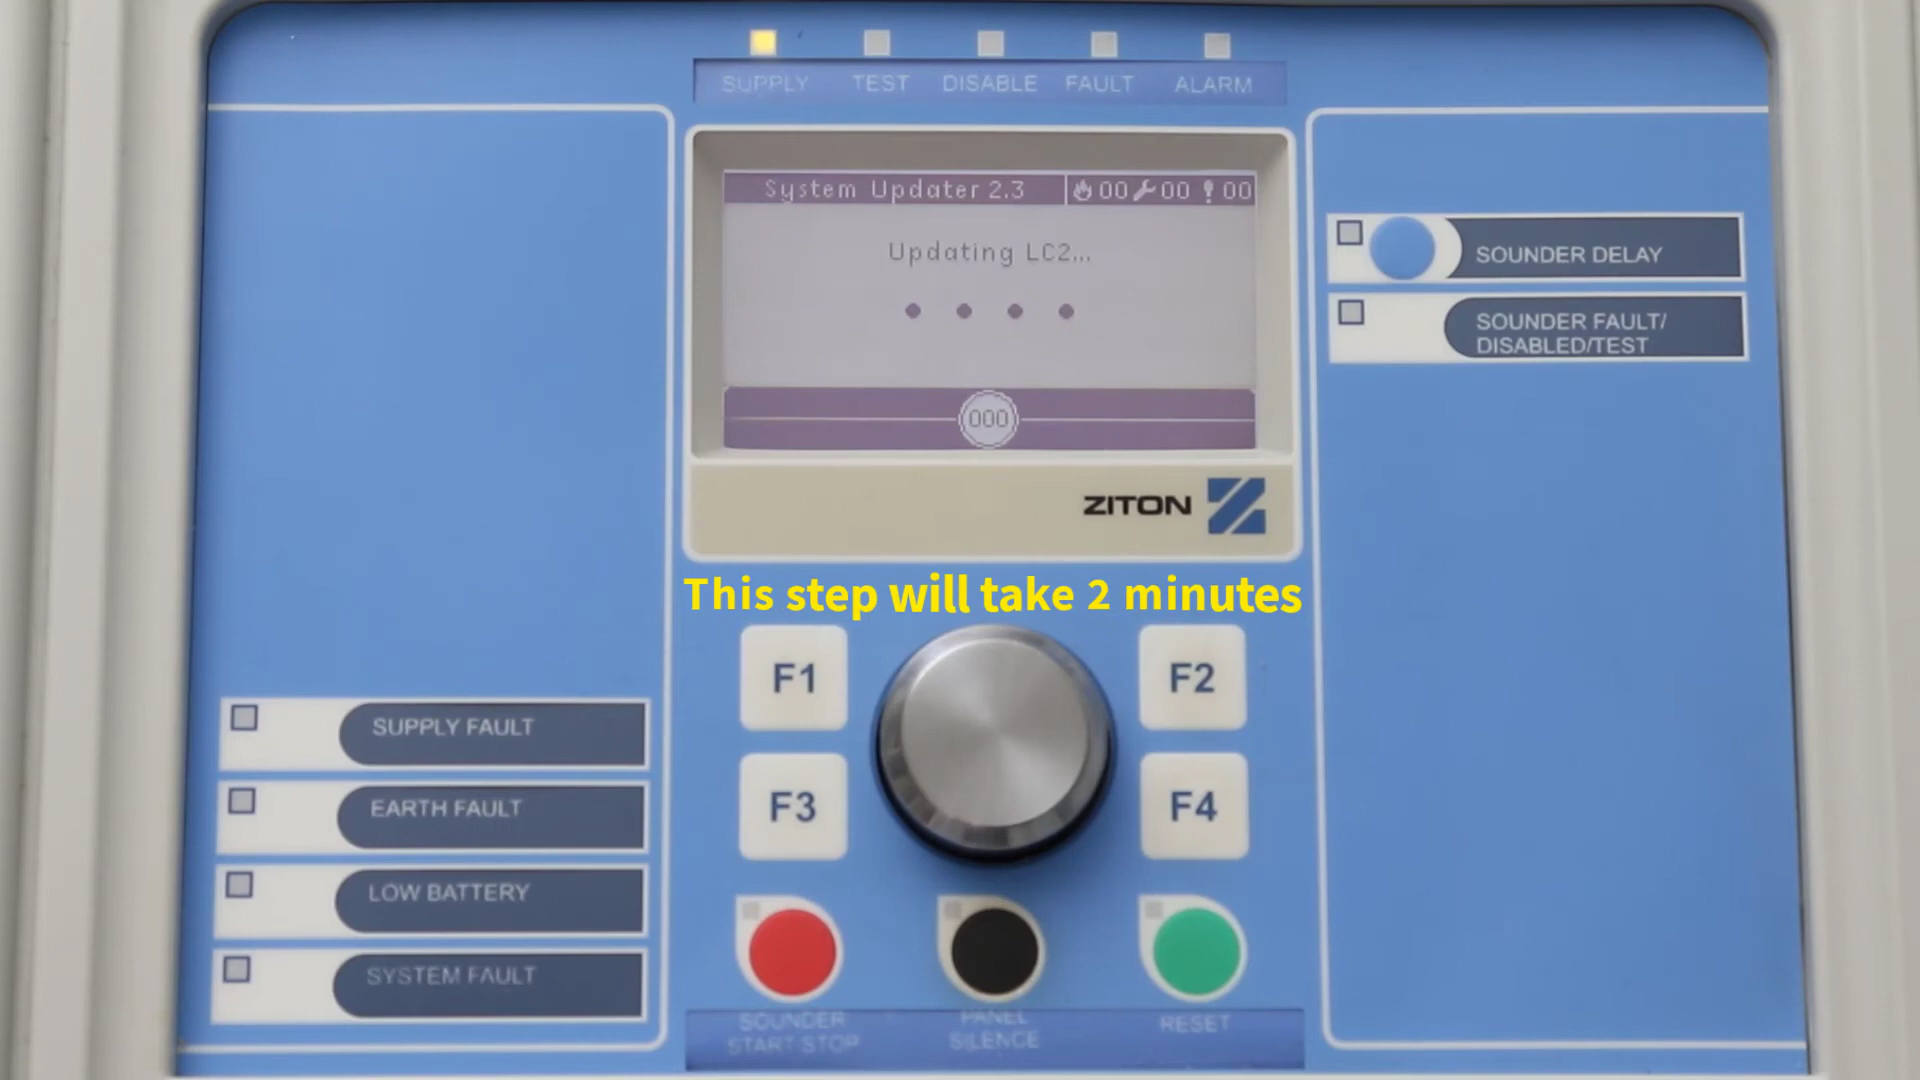 SUPPLY TEST DISABLE FAULT ALARM
System Updater 2.3 00 00 00
Updating LC2...
000
ZITON
This step will take 2 minutes
SOUNDER DELAY
SOUNDER FAULT/
DISABLED/TEST
F1 F2
F3 F4
SUPPLY FAULT
EARTH FAULT
LOW BATTERY
SYSTEM FAULT
SOUNDER
START STOP
PANEL
SILENCE
RESET